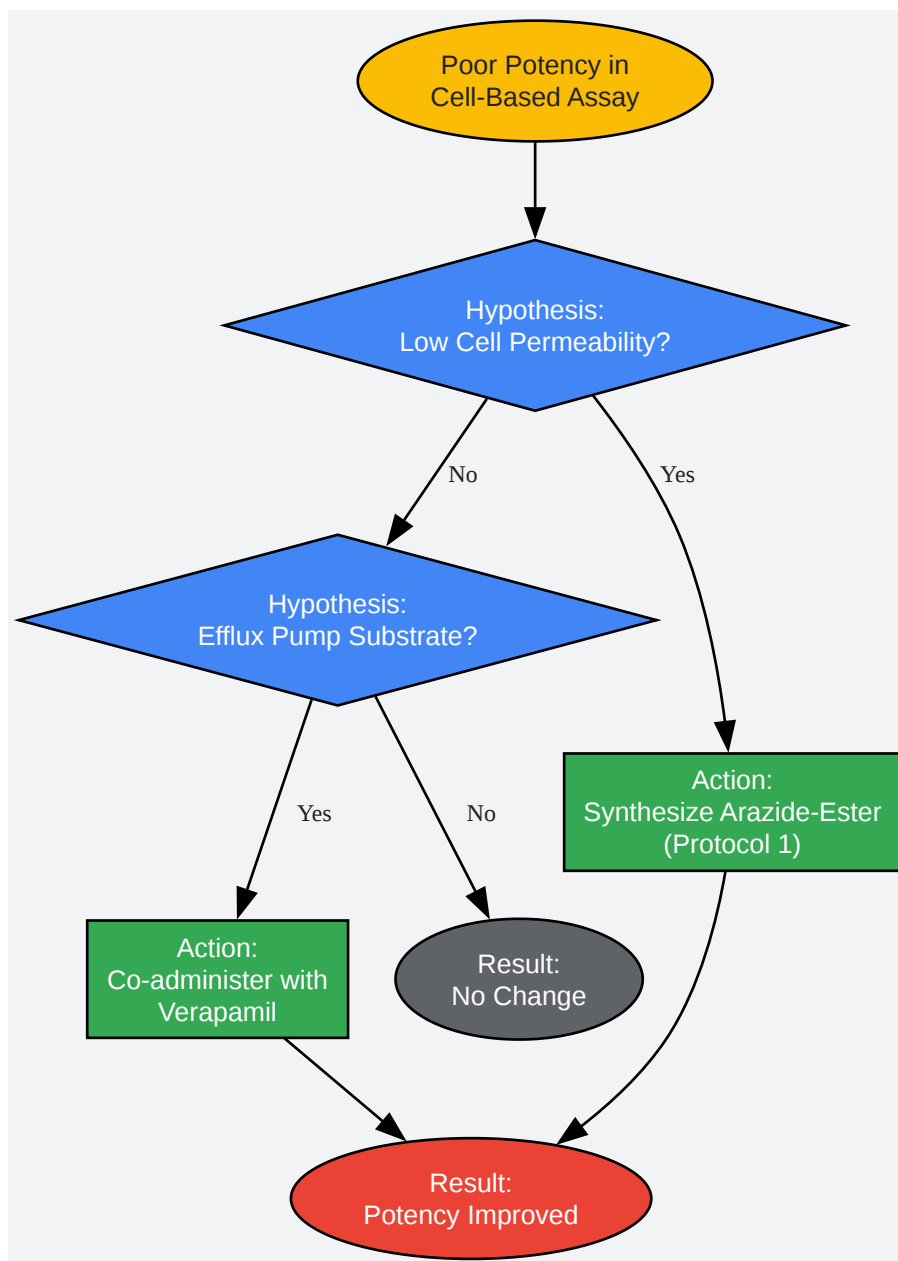 Poor Potency in
Cell-Based Assay
Hypothesis:
Low Cell Permeability?
No
Yes
Hypothesis:
Efflux Pump Substrate?
Action:
Synthesize Arazide-Ester
(Protocol 1)
Yes
No
Action:
Co-administer with
Verapamil
Result:
No Change
Result:
Potency Improved